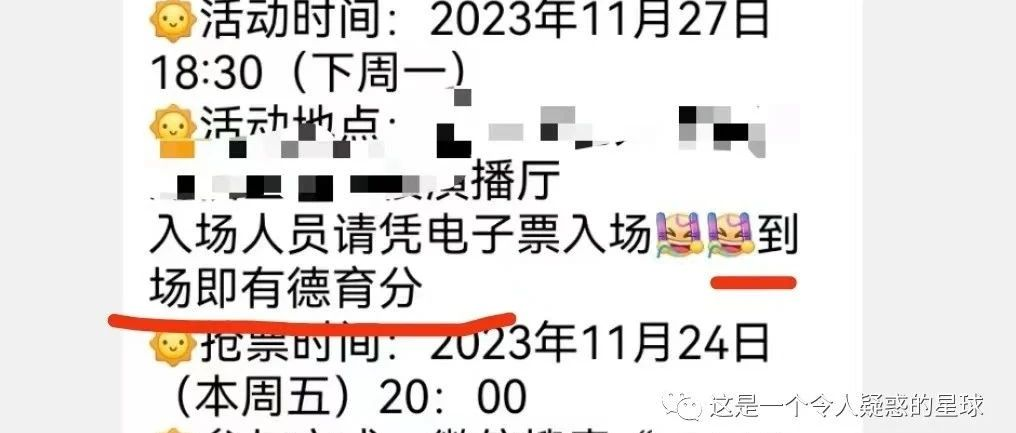 活动时间：2023年11月27日
18:30（下周一）
活动地点：
演播厅
入场人员请凭电子票入场到
场即有德育分
抢票时间：2023年11月24日
（本周五）20：00
这是一个令人疑惑的星球